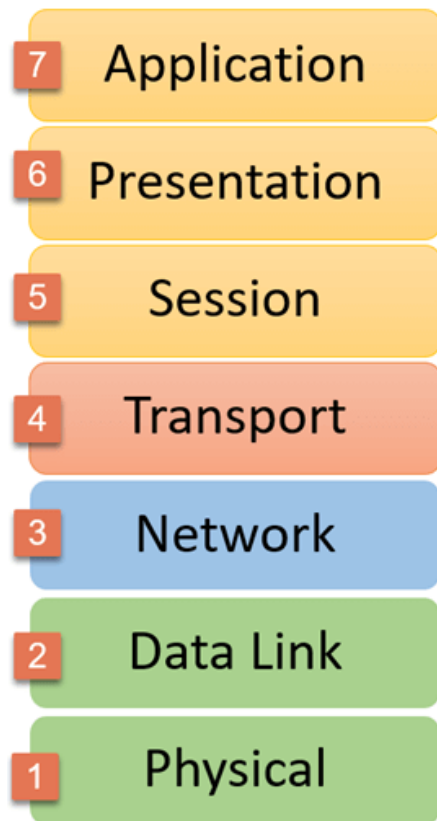 7 Application
6 Presentation
5 Session
4 Transport
3 Network
2 Data Link
1 Physical